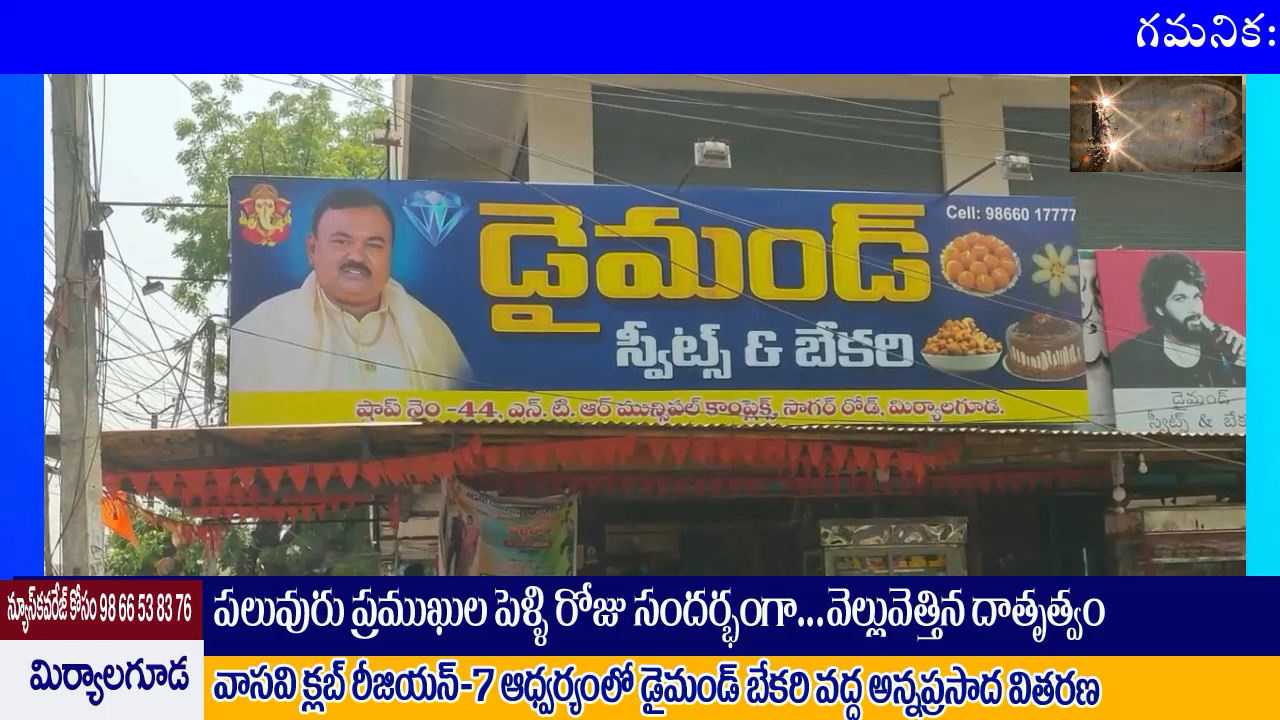 గమనిక:
Cell: 98660 17777
డైమండ్
స్వీట్స్ & బేకరి
షాప్ నెం -44, ఎన్. టి. ఆర్ మున్సిపల్ కాంప్లెక్స్, సాగర్ రోడ్, మిర్యాలగూడ.
డైమండ్
స్వీట్స్ & బేక
న్యూస్‌కవరేజ్ కోసం 98 66 53 83 76
పలువురు ప్రముఖుల పెళ్ళి రోజు సందర్భంగా...వెల్లువెత్తిన దాతృత్వం
మిర్యాలగూడ
వాసవి క్లబ్ రీజియన్-7 ఆధ్వర్యంలో డైమండ్ బేకరి వద్ద అన్నప్రసాద వితరణ